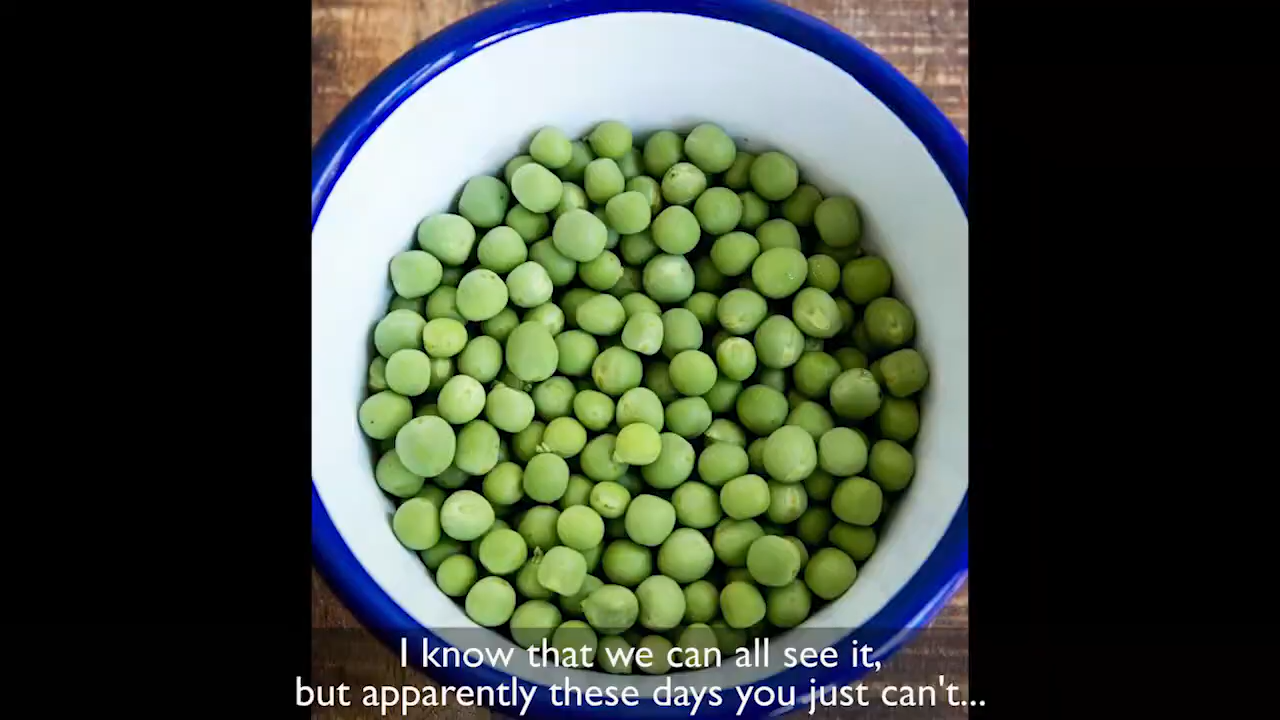 I know that we can all see it,
but apparently these days you just can't...